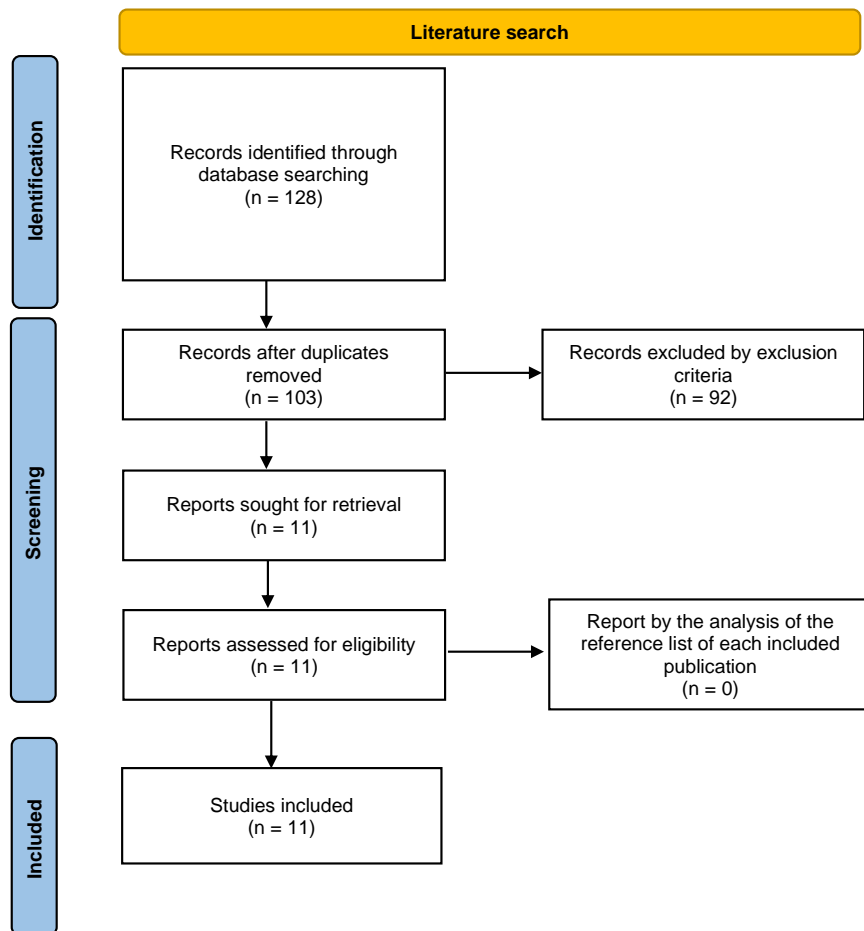 Literature search
Identification
Records identified through
database searching
(n = 128)
Screening
Records after duplicates
removed
(n = 103)
Records excluded by exclusion
criteria
(n = 92)
Reports sought for retrieval
(n = 11)
Reports assessed for eligibility
(n = 11)
Report by the analysis of the
reference list of each included
publication
(n = 0)
Included
Studies included
(n = 11)